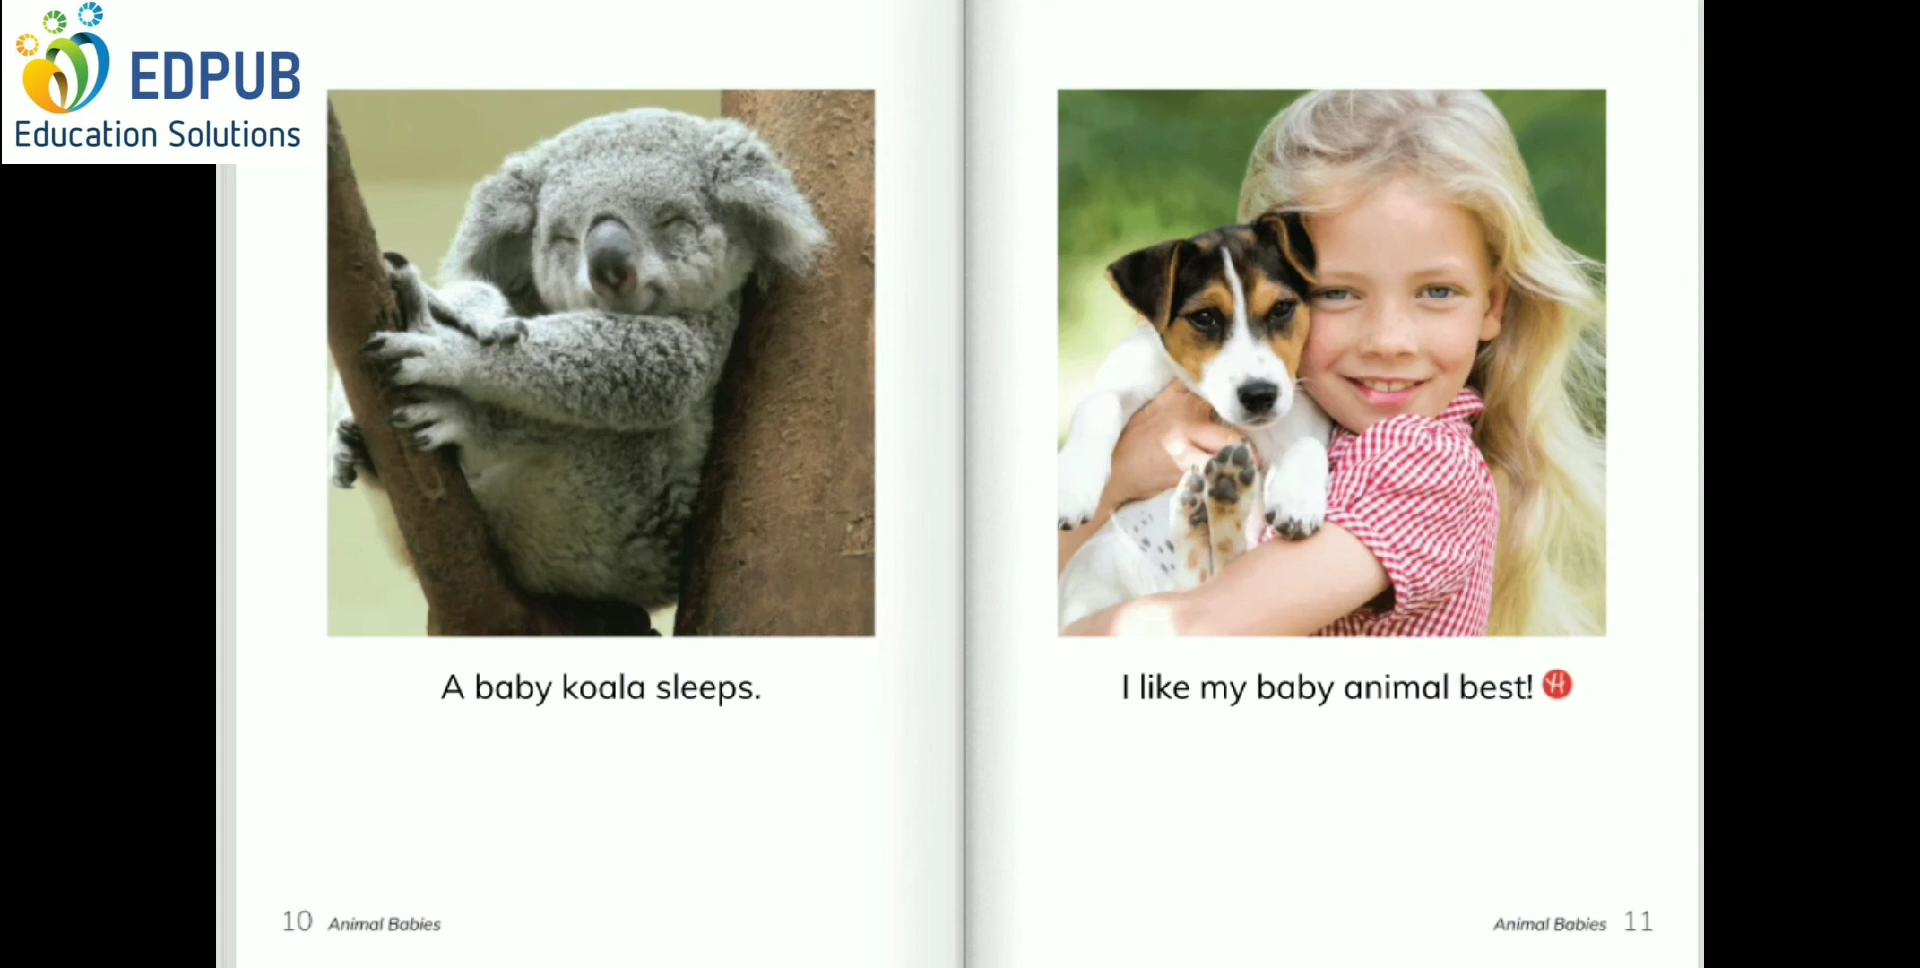 EDPUB
Education Solutions
A baby koala sleeps.
I like my baby animal best!
10 Animal Babies
Animal Babies 11